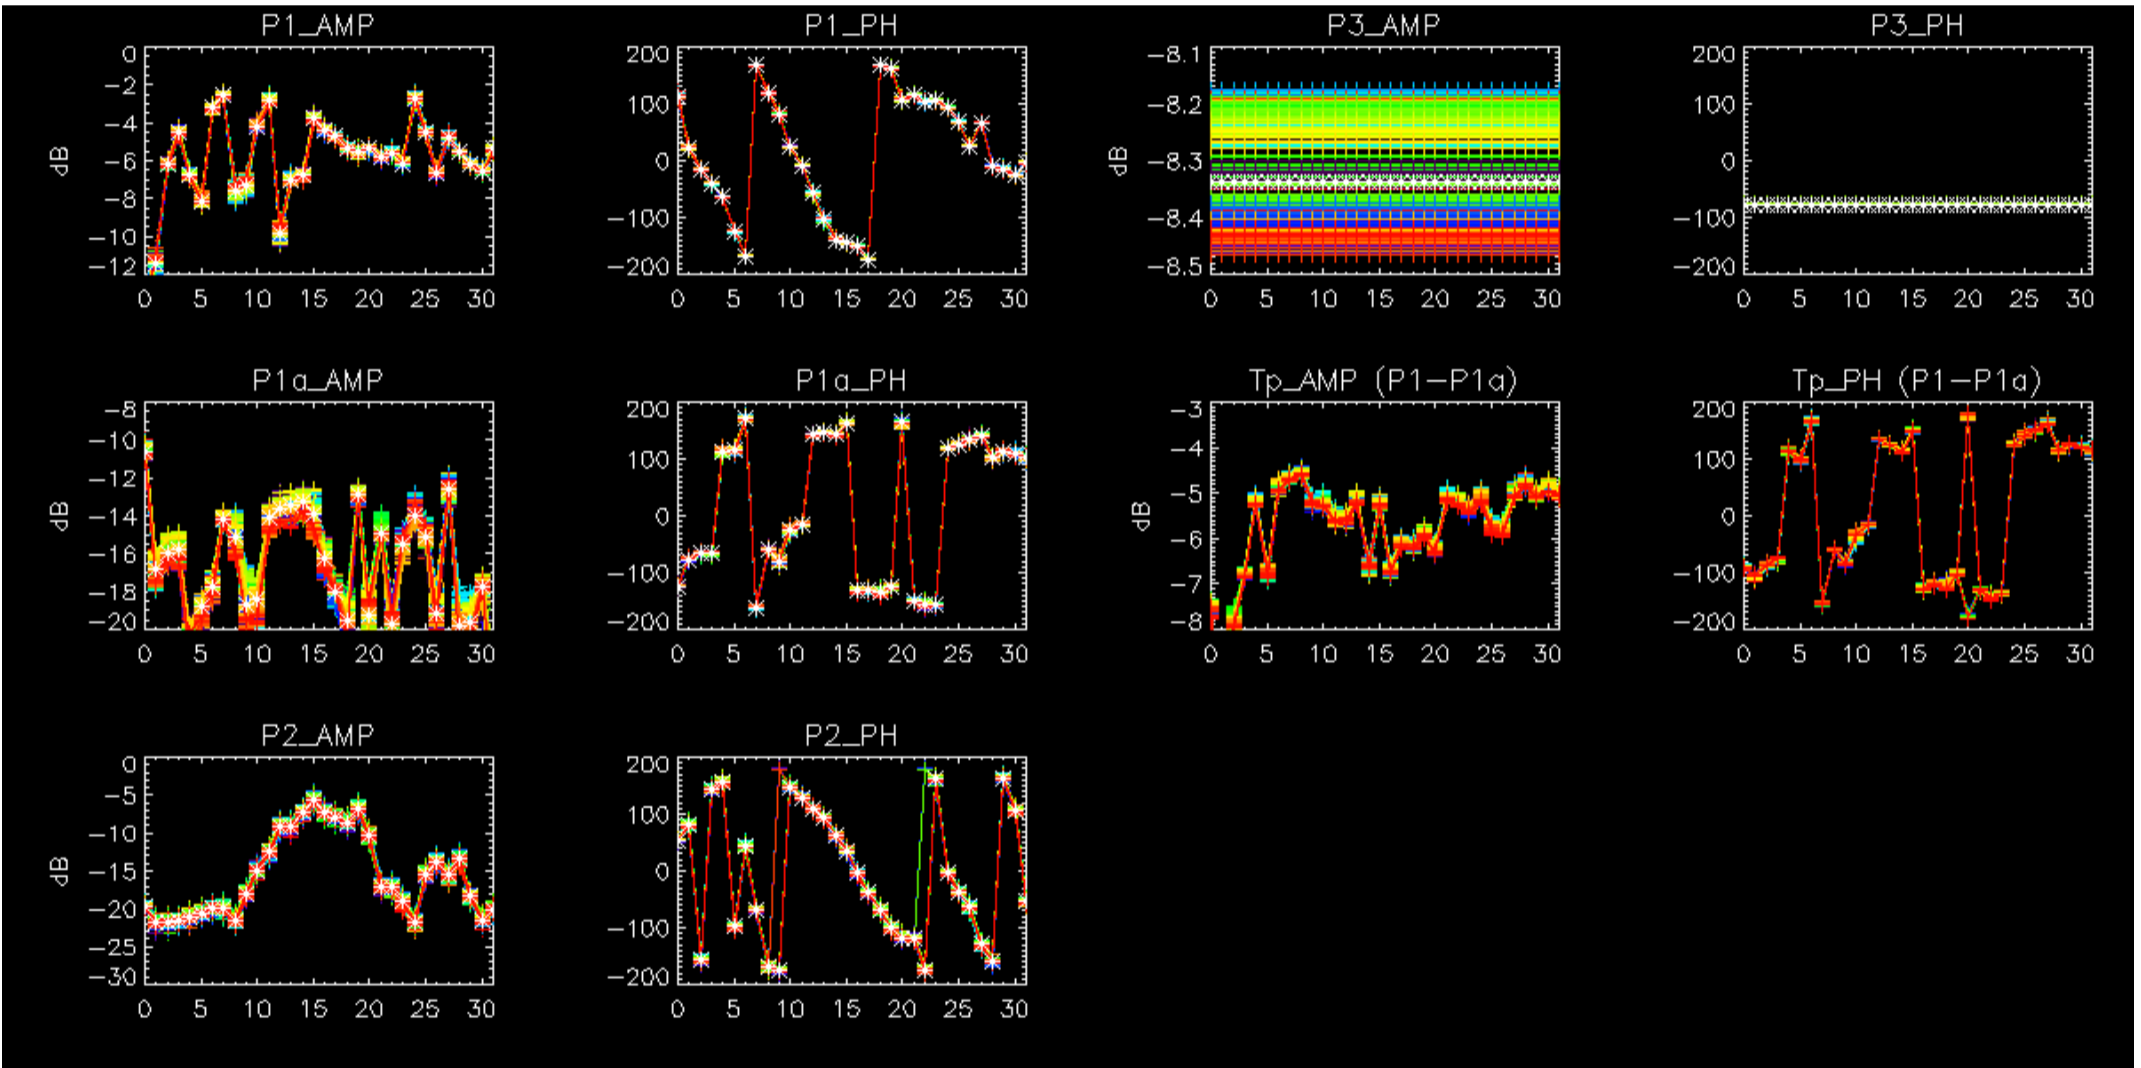 P1_AMP
0
−2
−4
−6
−8
−10
−12
dB
0 5 10 15 20 25 30
P1_PH
200
100
0
−100
−200
0 5 10 15 20 25 30
P3_AMP
−8.1
−8.2
−8.3
−8.4
−8.5
dB
0 5 10 15 20 25 30
P3_PH
200
100
0
−100
−200
0 5 10 15 20 25 30
P1a_AMP
−8
−10
−12
−14
−16
−18
−20
dB
0 5 10 15 20 25 30
P1a_PH
200
100
0
−100
−200
0 5 10 15 20 25 30
Tp_AMP (P1−P1a)
−3
−4
−5
−6
−7
−8
dB
0 5 10 15 20 25 30
Tp_PH (P1−P1a)
200
100
0
−100
−200
0 5 10 15 20 25 30
P2_AMP
0
−5
−10
−15
−20
−25
−30
dB
0 5 10 15 20 25 30
P2_PH
200
100
0
−100
−200
0 5 10 15 20 25 30